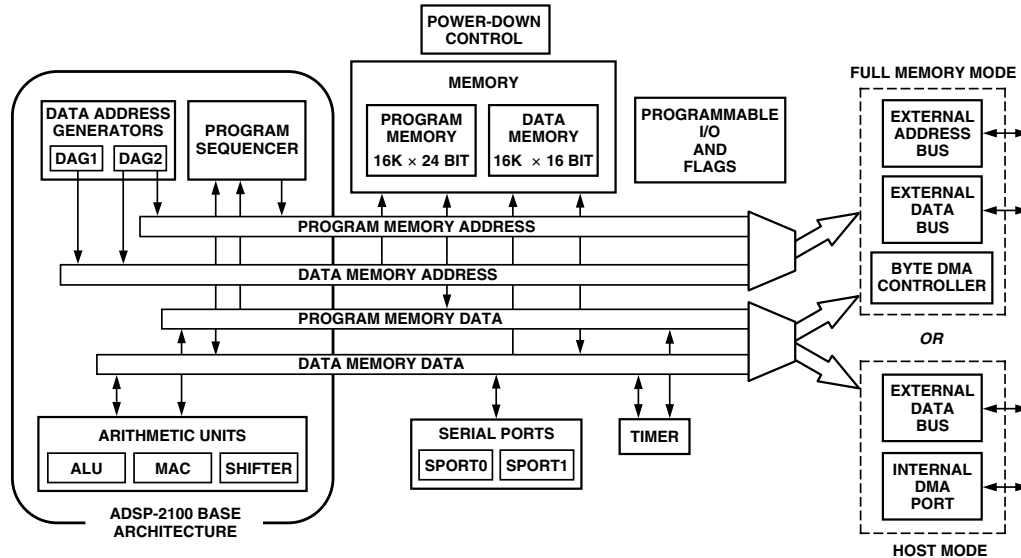 POWER-DOWN
CONTROL
MEMORY
PROGRAM
MEMORY
16K × 24 BIT
DATA
MEMORY
16K × 16 BIT
PROGRAMMABLE
I/O
AND
FLAGS
DATA ADDRESS
GENERATORS
DAG1
DAG2
PROGRAM
SEQUENCER
PROGRAM MEMORY ADDRESS
DATA MEMORY ADDRESS
PROGRAM MEMORY DATA
DATA MEMORY DATA
ARITHMETIC UNITS
ALU
MAC
SHIFTER
ADSP-2100 BASE
ARCHITECTURE
SERIAL PORTS
SPORT0
SPORT1
TIMER
FULL MEMORY MODE
EXTERNAL
ADDRESS
BUS
EXTERNAL
DATA
BUS
BYTE DMA
CONTROLLER
OR
EXTERNAL
DATA
BUS
INTERNAL
DMA
PORT
HOST MODE